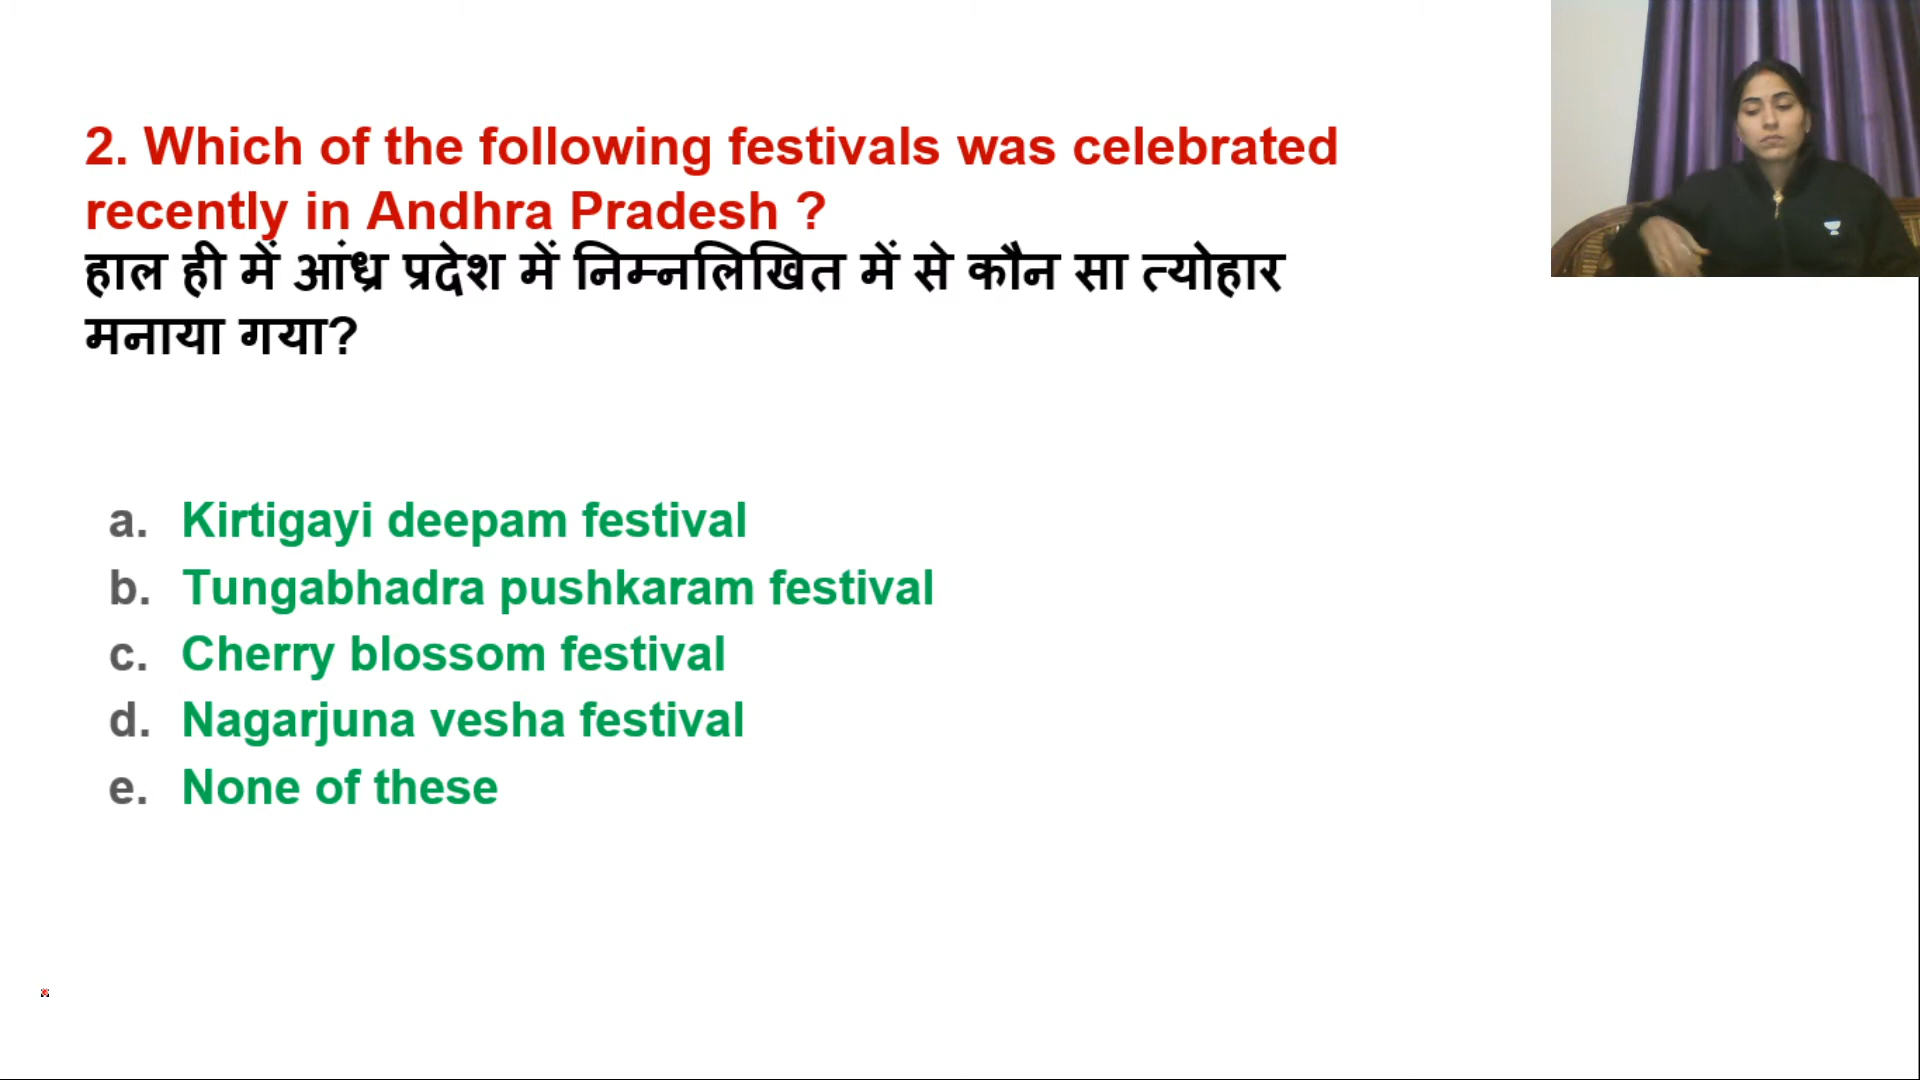 2. Which of the following festivals was celebrated
recently in Andhra Pradesh ?
हाल ही में आंध्र प्रदेश में निम्नलिखित में से कौन सा त्योहार
मनाया गया?
a. Kirtigayi deepam festival
b. Tungabhadra pushkaram festival
c. Cherry blossom festival
d. Nagarjuna vesha festival
e. None of these